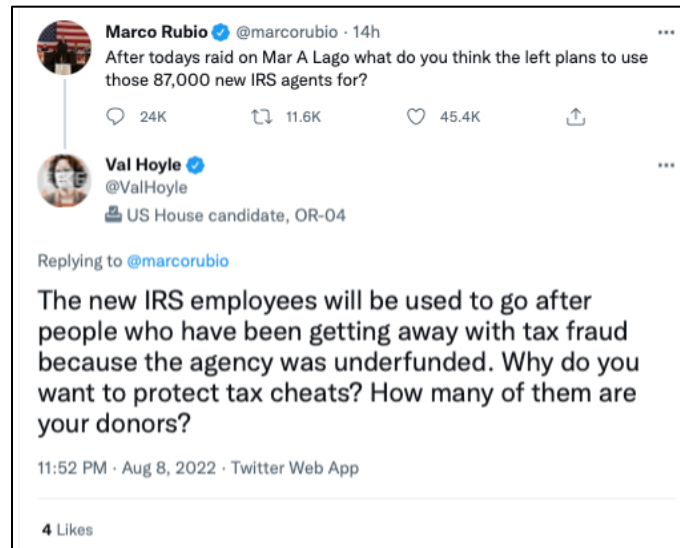 Marco Rubio @marcorubio · 14h
After todays raid on Mar A Lago what do you think the left plans to use
those 87,000 new IRS agents for?
24K 11.6K 45.4K
Val Hoyle
@ValHoyle
US House candidate, OR-04
Replying to @marcorubio
The new IRS employees will be used to go after
people who have been getting away with tax fraud
because the agency was underfunded. Why do you
want to protect tax cheats? How many of them are
your donors?
11:52 PM · Aug 8, 2022 · Twitter Web App
4 Likes